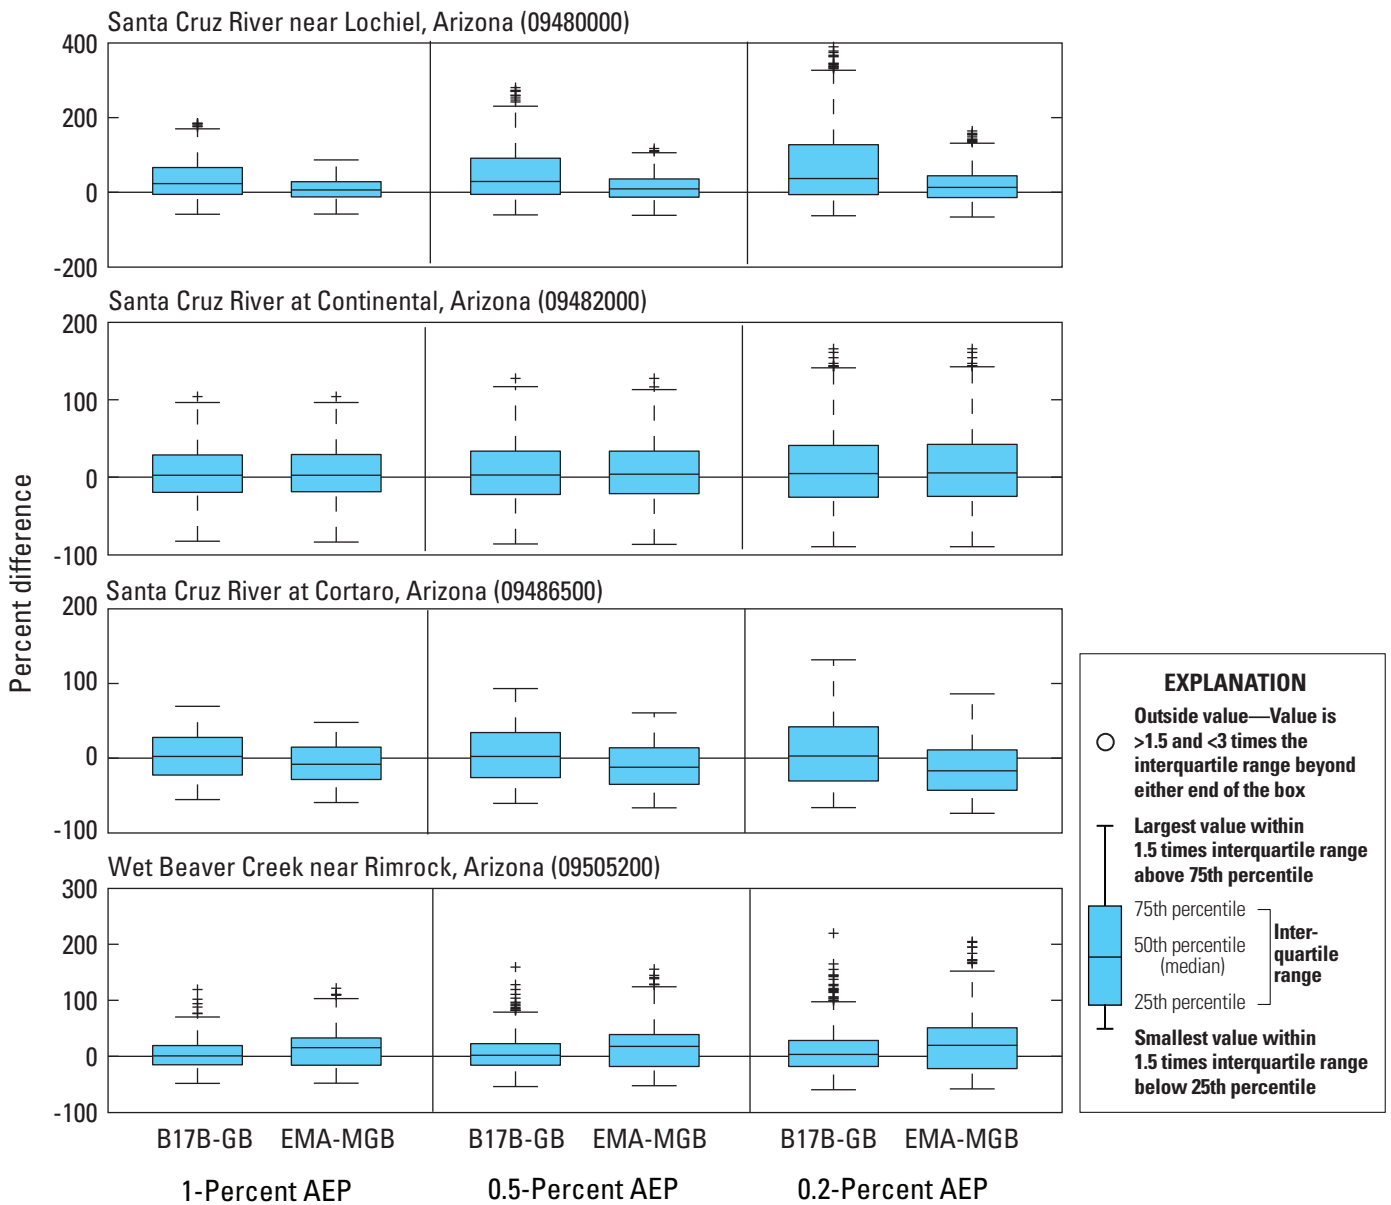 Santa Cruz River near Lochiel, Arizona (09480000)
400
200
0
-200
Santa Cruz River at Continental, Arizona (09482000)
200
100
0
-100
Percent difference
Santa Cruz River at Cortaro, Arizona (09486500)
200
100
0
-100
Wet Beaver Creek near Rimrock, Arizona (09505200)
300
200
100
0
-100
B17B-GB EMA-MGB B17B-GB EMA-MGB B17B-GB EMA-MGB
1-Percent AEP 0.5-Percent AEP 0.2-Percent AEP
EXPLANATION
Outside value—Value is
>1.5 and <3 times the
interquartile range beyond
either end of the box
Largest value within
1.5 times interquartile range
above 75th percentile
75th percentile
50th percentile
(median)
25th percentile
Inter-
quartile
range
Smallest value within
1.5 times interquartile range
below 25th percentile